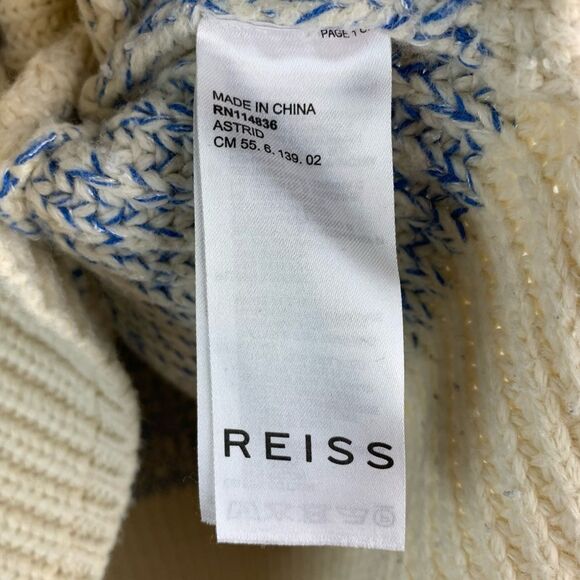 PAGE 1
MADE IN CHINA
RN114836
ASTRID
CM 55. 6. 139. 02
REISS